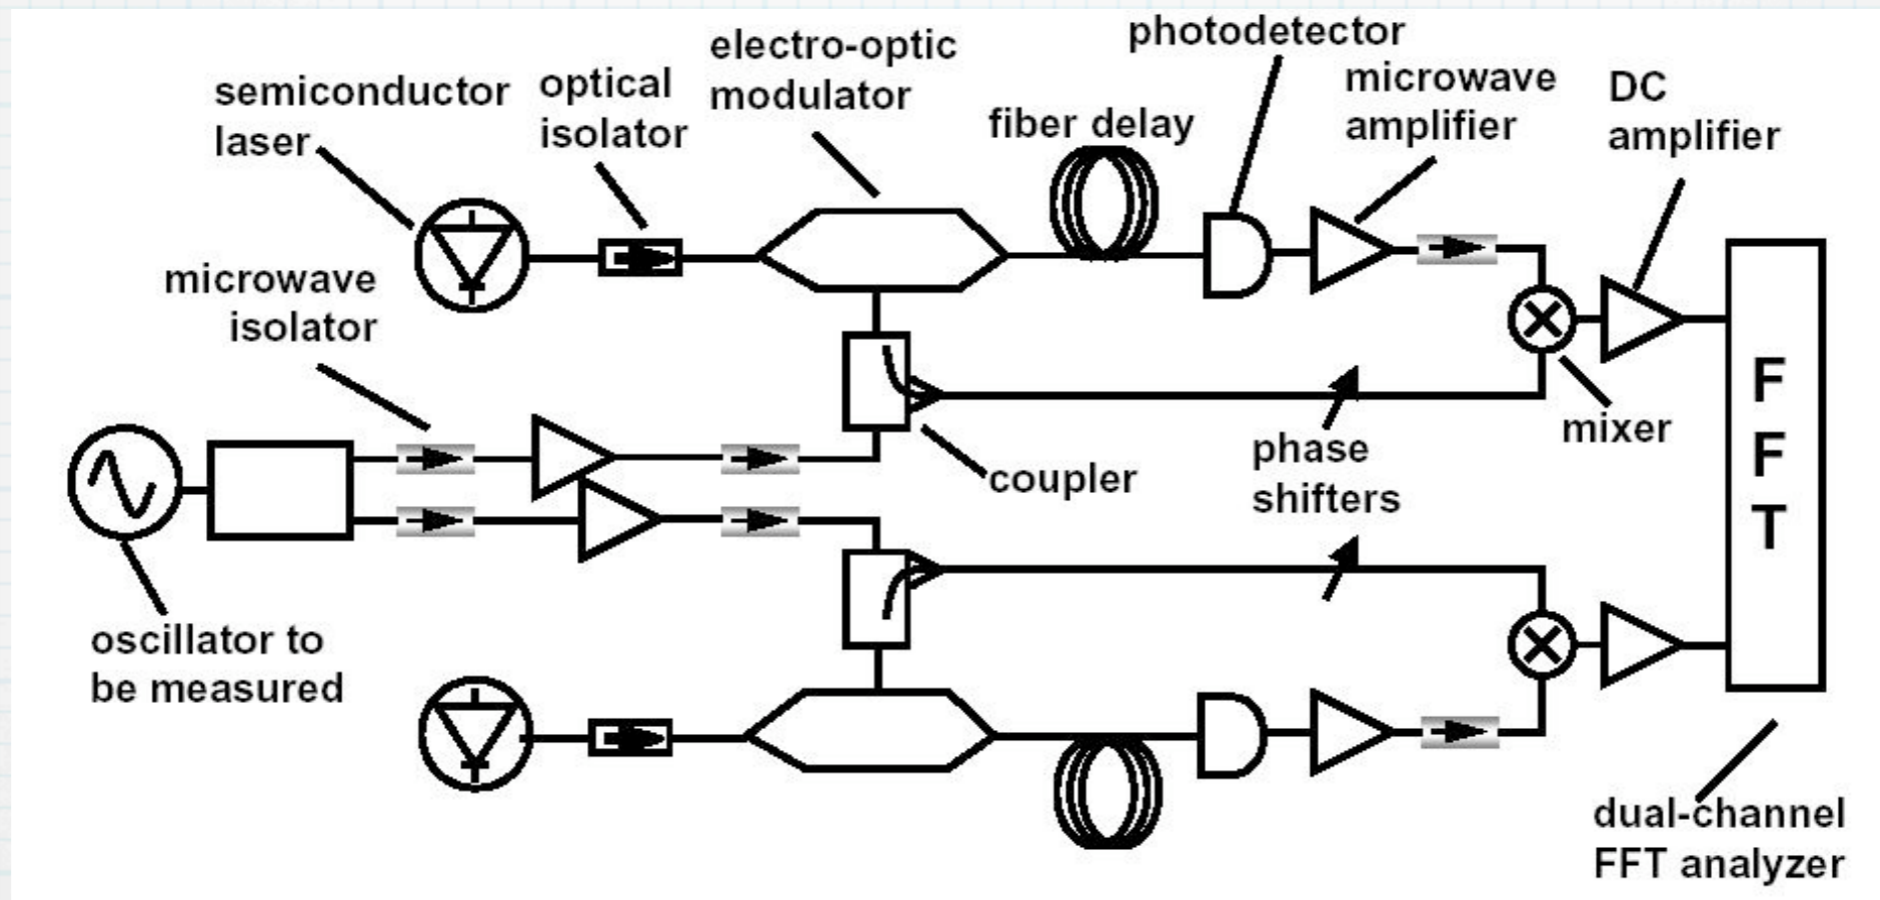 photodetector
electro-optic
modulator
semiconductor
laser
optical
isolator
microwave
amplifier
DC
amplifier
fiber delay
microwave
isolator
F
F
T
mixer
phase
shifters
coupler
oscillator to
be measured
dual-channel
FFT analyzer